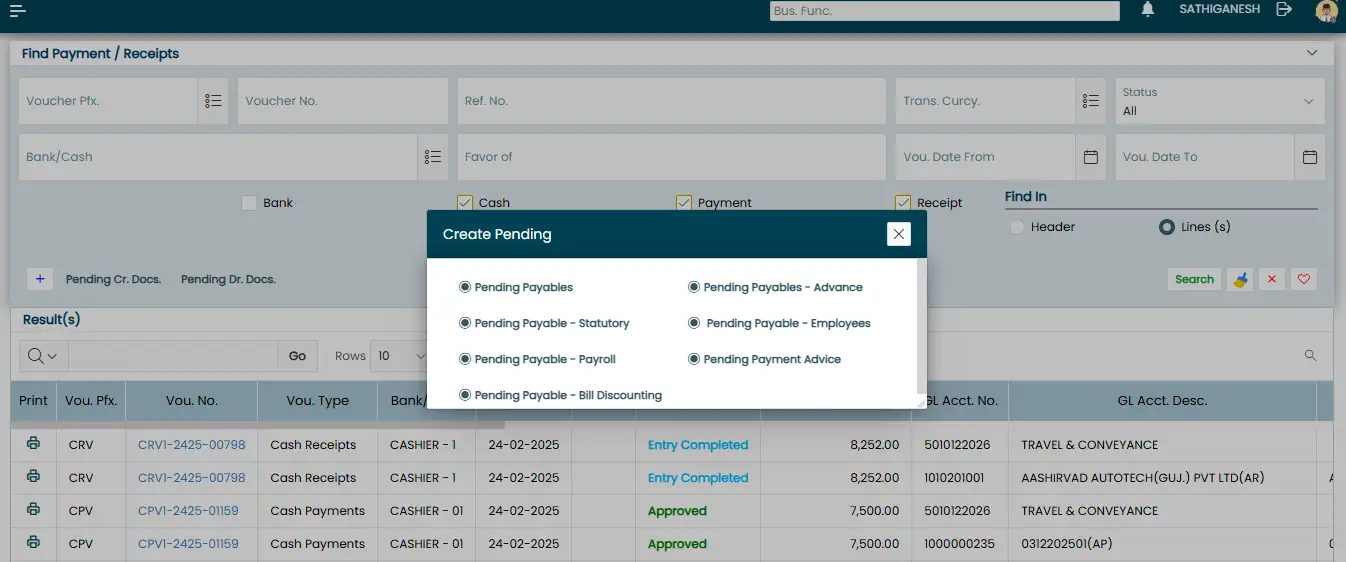 Bus. Func. SATHIGANESH
Find Payment / Receipts
Voucher Pfx. Voucher No. Ref. No. Trans. Curcy. Status
All
Bank/Cash Favor of Vou. Date From Vou. Date To
Bank Cash Payment Receipt Find In
Header Lines (s)
Create Pending
+ Pending Cr. Docs. Pending Dr. Docs. Search
Pending Payables Pending Payables - Advance
Pending Payable - Statutory Pending Payable - Employees
Pending Payable - Payroll Pending Payment Advice
Pending Payable - Bill Discounting
Result(s)
Go Rows 10
Print Vou. Pfx. Vou. No. Vou. Type Bank/ GL Acct. No. GL Acct. Desc.
CRV CRV1-2425-00798 Cash Receipts CASHIER - 1 24-02-2025 Entry Completed 8,252.00 5010122026 TRAVEL & CONVEYANCE
CRV CRV1-2425-00798 Cash Receipts CASHIER - 1 24-02-2025 Entry Completed 8,252.00 1010201001 AASHIRVAD AUTOTECH(GUJ.) PVT LTD(AR)
CPV CPV1-2425-01159 Cash Payments CASHIER - 01 24-02-2025 Approved 7,500.00 5010122026 TRAVEL & CONVEYANCE
CPV CPV1-2425-01159 Cash Payments CASHIER - 01 24-02-2025 Approved 7,500.00 1000000235 0312202501(AP)